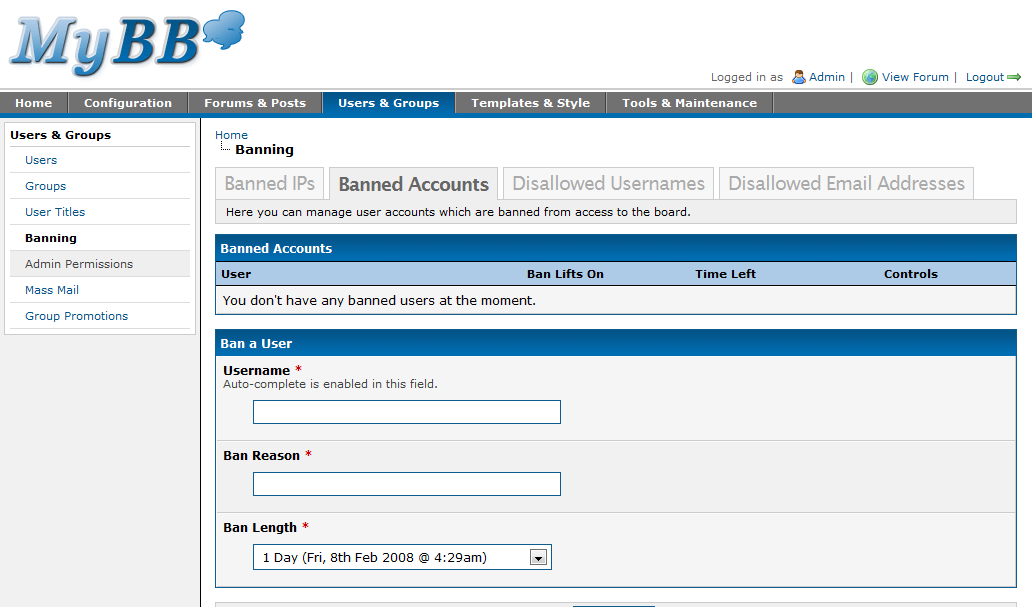 MyBB
Logged in as Admin | View Forum | Logout
Home Configuration Forums & Posts Users & Groups Templates & Style Tools & Maintenance
Users & Groups
Users
Groups
User Titles
Banning
Admin Permissions
Mass Mail
Group Promotions
Home
Banning
Banned IPs Banned Accounts Disallowed Usernames Disallowed Email Addresses
Here you can manage user accounts which are banned from access to the board.
Banned Accounts
User Ban Lifts On Time Left Controls
You don't have any banned users at the moment.
Ban a User
Username *
Auto-complete is enabled in this field.
Ban Reason *
Ban Length *
1 Day (Fri, 8th Feb 2008 @ 4:29am)